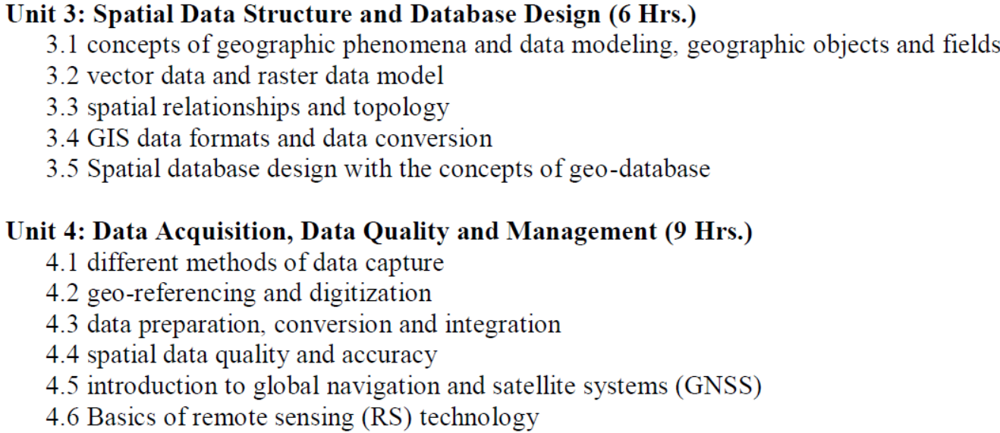 Unit 3: Spatial Data Structure and Database Design (6 Hrs.)
3.1 concepts of geographic phenomena and data modeling, geographic objects and fields
3.2 vector data and raster data model
3.3 spatial relationships and topology
3.4 GIS data formats and data conversion
3.5 Spatial database design with the concepts of geo-database
Unit 4: Data Acquisition, Data Quality and Management (9 Hrs.)
4.1 different methods of data capture
4.2 geo-referencing and digitization
4.3 data preparation, conversion and integration
4.4 spatial data quality and accuracy
4.5 introduction to global navigation and satellite systems (GNSS)
4.6 Basics of remote sensing (RS) technology